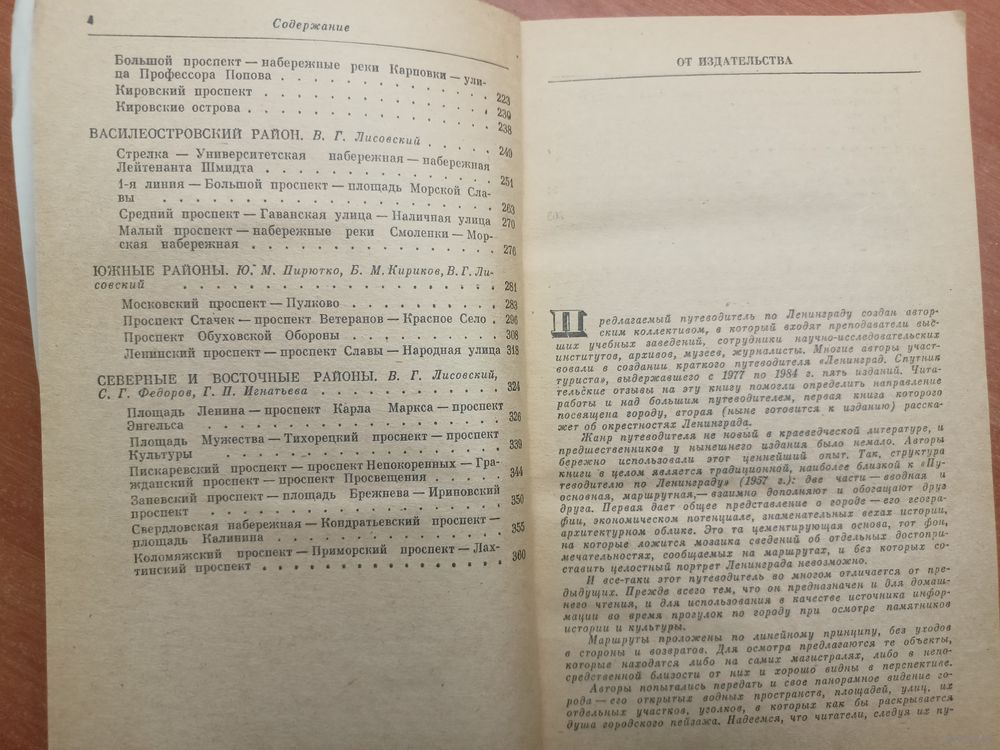 4
Содержание
Большой проспект — набережные реки Карповки — ули-
ца Профессора Попова . . . . . . . . . . . . . 223
Кировский проспект . . . . . . . . . . . . . . 230
Кировские острова . . . . . . . . . . . . . . . 238
ВАСИЛЕОСТРОВСКИЙ РАЙОН. В. Г. Лисовский . . . . . 249
Стрелка — Университетская набережная — набережная
Лейтенанта Шмидта . . . . . . . . . . . . . . 251
1-я линия — Большой проспект — площадь Морской Сла-
вы . . . . . . . . . . . . . . . . . . . 263
Средний проспект — Гаванская улица — Наличная улица 270
Малый проспект — набережные реки Смоленки — Мор-
ская набережная . . . . . . . . . . . . . . . 276
ЮЖНЫЕ РАЙОНЫ. Ю. М. Пирютко, Б. М. Кириков, В. Г. Ли-
совский . . . . . . . . . . . . . . . . . 281
Московский проспект — Пулково . . . . . . . . . . 283
Проспект Стачек — проспект Ветеранов — Красное Село . 296
Проспект Обуховской Обороны . . . . . . . . . . 308
Ленинский проспект — проспект Славы — Народная улица 318
СЕВЕРНЫЕ И ВОСТОЧНЫЕ РАЙОНЫ. В. Г. Лисовский,
С. Г. Федоров, Г. П. Игнатьева . . . . . . . . . . 324
Площадь Ленина — проспект Карла Маркса — проспект
Энгельса . . . . . . . . . . . . . . . . . 326
Площадь Мужества — Тихорецкий проспект — проспект
Культуры . . . . . . . . . . . . . . . . . 339
Пискаревский проспект — проспект Непокоренных — Гра-
жданский проспект — проспект Просвещения . . . . . 344
Заневский проспект — площадь Брежнева — Ириновский
проспект . . . . . . . . . . . . . . . . . 350
Свердловская набережная — Кондратьевский проспект —
площадь Калинина . . . . . . . . . . . . . . 355
Коломяжский проспект — Приморский проспект — Лах-
тинский проспект . . . . . . . . . . . . . . 360
ОТ ИЗДАТЕЛЬСТВА
Предлагаемый путеводитель по Ленинграду создан автор-
ским коллективом, в который входят преподаватели выс-
ших учебных заведений, сотрудники научно-исследовательских
институтов, архивов, музеев, журналисты. Многие авторы участ-
вовали в создании краткого путеводителя «Ленинград. Спутник
туриста», выдержавшего с 1977 по 1984 г. пять изданий. Чита-
тельские отзывы на эту книгу помогли определить направление
работы и над большим путеводителем, первая книга которого
посвящена городу, вторая (ныне готовится к изданию) расска-
жет об окрестностях Ленинграда.
Жанр путеводителя не новый в краеведческой литературе, и
предшественников у нынешнего издания было немало. Авторы
бережно использовали этот ценнейший опыт. Так, структура
книги в целом является традиционной, наиболее близкой к «Пу-
теводителю по Ленинграду» (1957 г.): две части — вводная и
основная, маршрутная,— взаимно дополняют и обогащают друг
друга. Первая дает общее представление о городе — его геогра-
фии, экономическом потенциале, знаменательных вехах истории,
архитектурном облике. Это та цементирующая основа, тот фон,
на которые ложится мозаика сведений об отдельных достопри-
мечательностях, сообщаемых на маршрутах, и без которых со-
ставить целостный портрет Ленинграда невозможно.
И все-таки этот путеводитель во многом отличается от пре-
дыдущих. Прежде всего тем, что он предназначен и для домаш-
него чтения, и для использования в качестве источника инфор-
мации во время прогулок по городу при осмотре памятников
истории и культуры.
Маршруты проложены по линейному принципу, без уходов
в стороны и возвратов. Для осмотра предлагаются те объекты,
которые находятся либо на самих магистралях, либо в непо-
средственной близости от них и хорошо видны в перспективе.
Авторы попытались передать и свое панорамное видение го-
рода — его открытых водных пространств, площадей, улиц, их
отдельных участков, уголков, в которых как бы раскрывается
душа городского пейзажа. Надеемся, что читатели, следуя их пу-